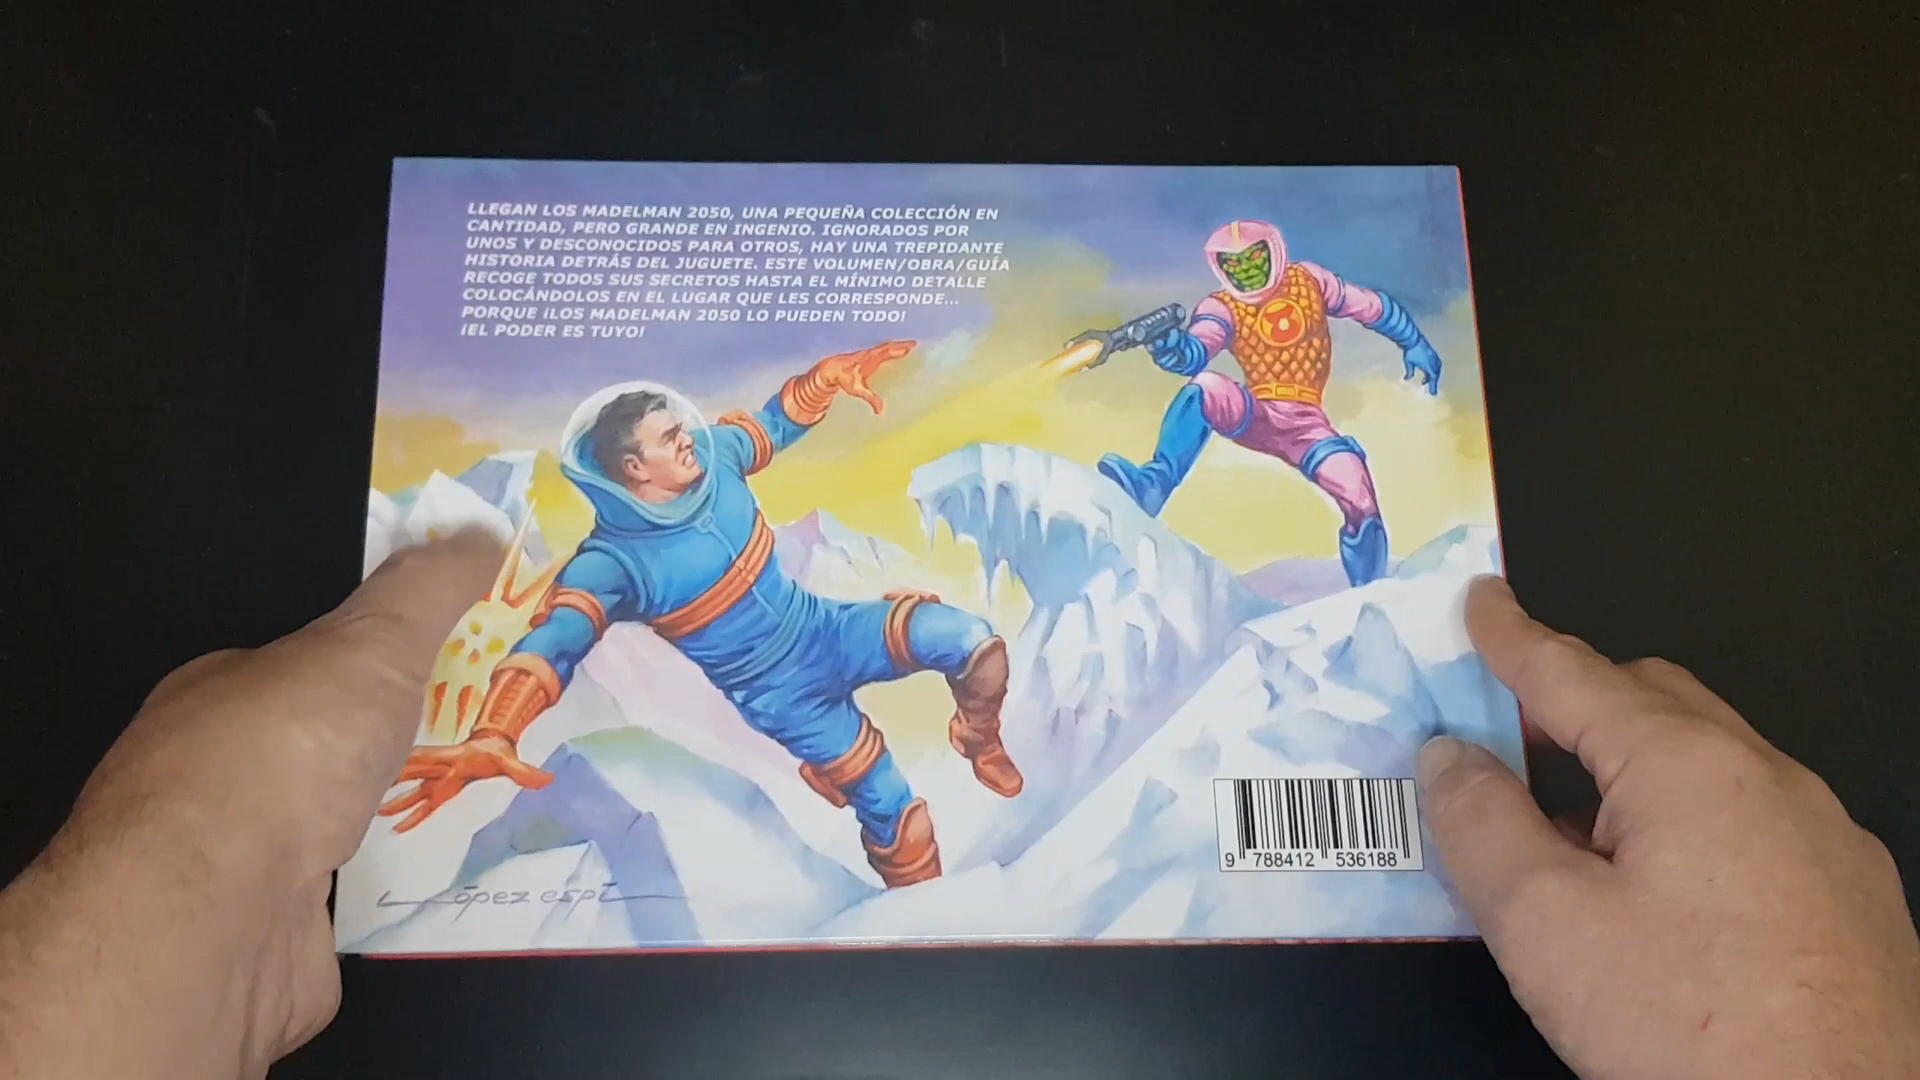 LLEGAN LOS MADELMAN 2050, UNA PEQUEÑA COLECCIÓN EN
CANTIDAD, PERO GRANDE EN INGENIO. IGNORADOS POR
UNOS Y DESCONOCIDOS PARA OTROS, HAY UNA TREPIDANTE
HISTORIA DETRÁS DEL JUGUETE. ESTE VOLUMEN/OBRA/GUÍA
RECOGE TODOS SUS SECRETOS HASTA EL MÍNIMO DETALLE
COLOCÁNDOLOS EN EL LUGAR QUE LES CORRESPONDE...
PORQUE ¡LOS MADELMAN 2050 LO PUEDEN TODO!
¡EL PODER ES TUYO!
9 788412 536188
López espí